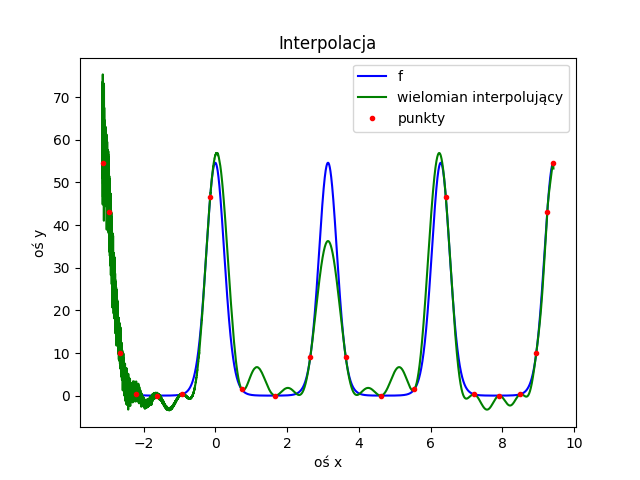 Interpolacja
f
wielomian interpolujący
punkty
oś y
70
60
50
40
30
20
10
0
−2 0 2 4 6 8 10
oś x